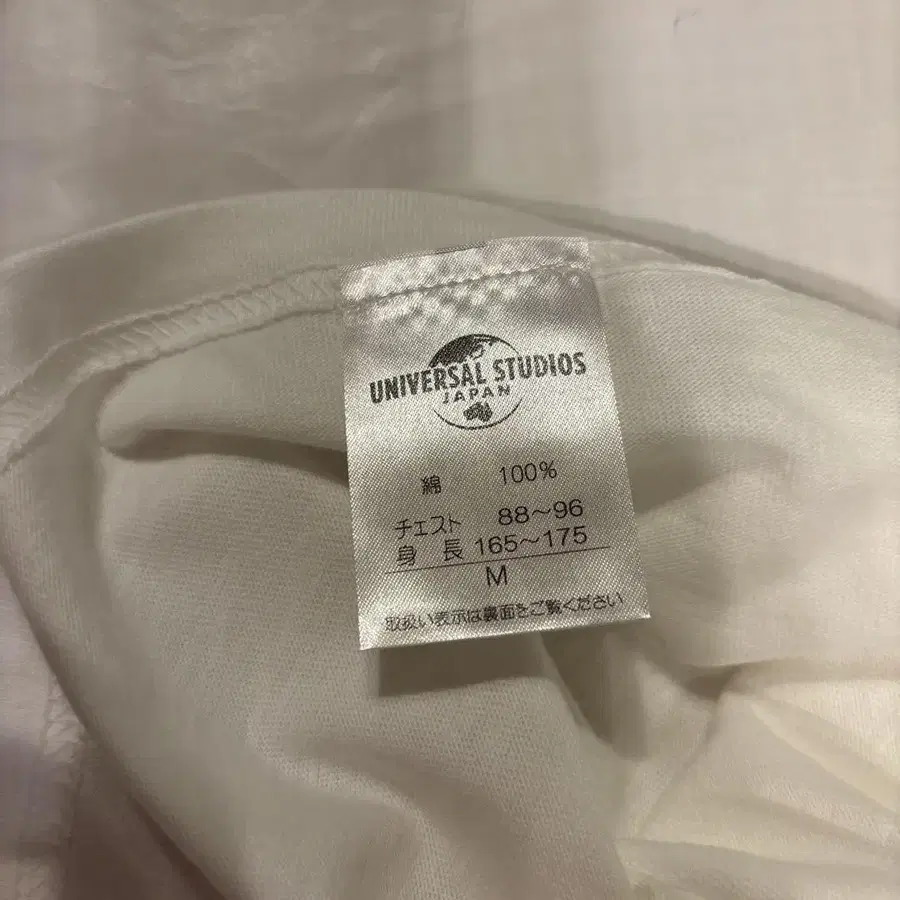 UNIVERSAL STUDIOS
JAPAN
綿 100%
チェスト 88～96
身長 165～175
M
取扱い表示は裏面をご覧ください